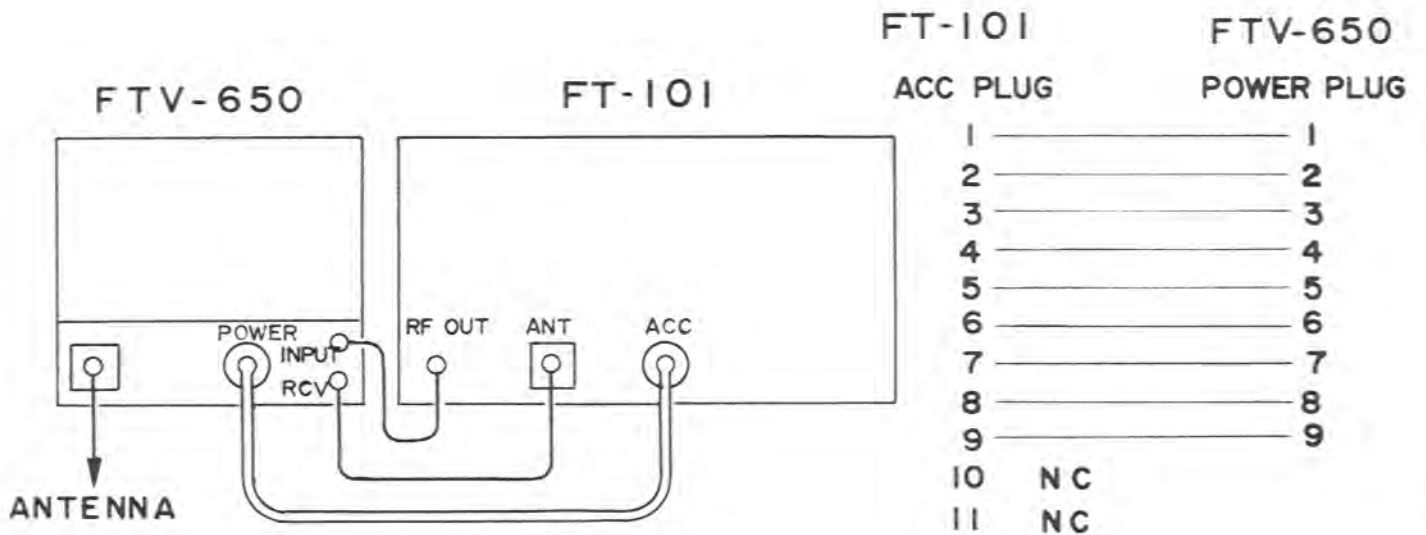 FTV-650
FT-101
POWER
INPUT
RCV
RF OUT
ANT
ACC
ANTENNA
FT-101 FTV-650
ACC PLUG POWER PLUG
1 1
2 2
3 3
4 4
5 5
6 6
7 7
8 8
9 9
10 NC
11 NC